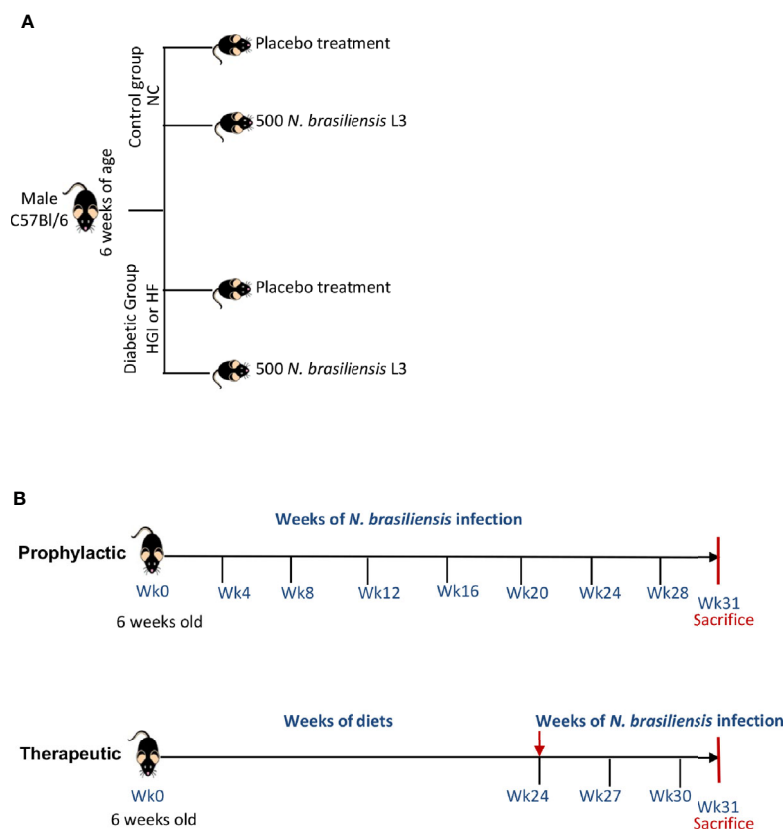 A
Placebo treatment
Control group
NC
500 N. brasiliensis L3
6 weeks of age
Male
C57Bl/6
Placebo treatment
Diabetic Group
HGI or HF
500 N. brasiliensis L3
B
Weeks of N. brasiliensis infection
Prophylactic
Wk0 Wk4 Wk8 Wk12 Wk16 Wk20 Wk24 Wk28 Wk31
6 weeks old Sacrifice
Weeks of diets Weeks of N. brasiliensis infection
Therapeutic
Wk0 Wk24 Wk27 Wk30 Wk31
6 weeks old Sacrifice